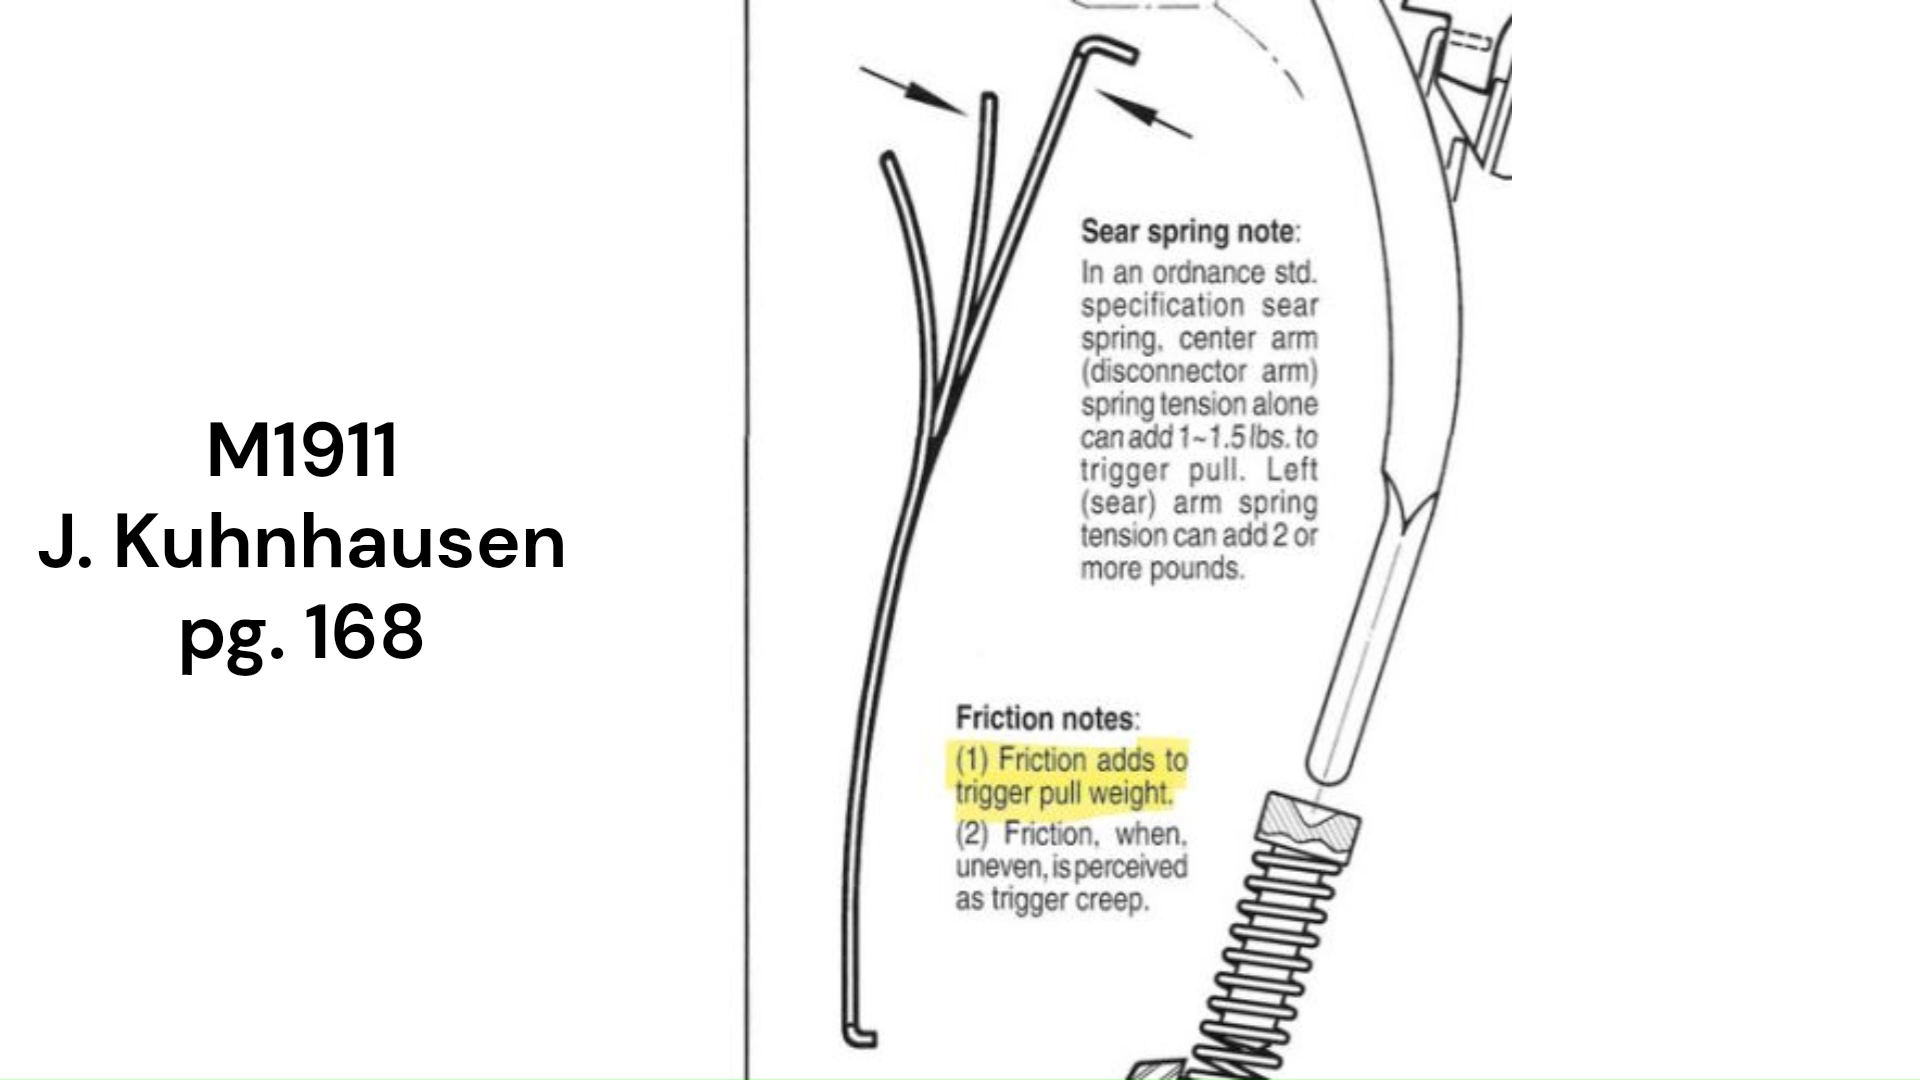 M1911
J. Kuhnhausen
pg. 168
Sear spring note:
In an ordnance std.
specification sear
spring, center arm
(disconnector arm)
spring tension alone
can add 1~1.5 lbs. to
trigger pull. Left
(sear) arm spring
tension can add 2 or
more pounds.
Friction notes:
(1) Friction adds to
trigger pull weight.
(2) Friction, when,
uneven, is perceived
as trigger creep.